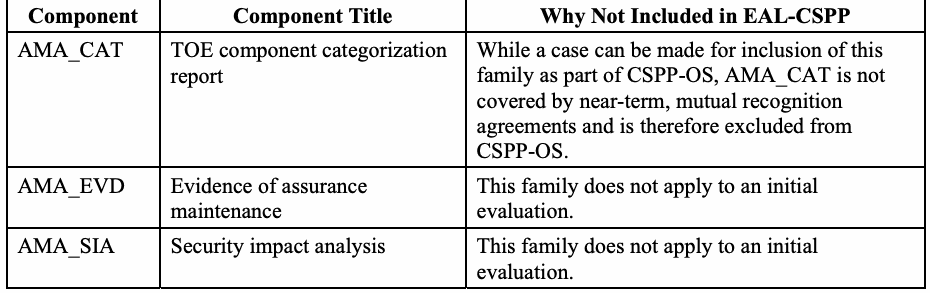 Component Component Title Why Not Included in EAL-CSPP
AMA_CAT TOE component categorization While a case can be made for inclusion of this
report family as part of CSPP-OS, AMA_CAT is not
covered by near-term, mutual recognition
agreements and is therefore excluded from
CSPP-OS.
AMA_EVD Evidence of assurance This family does not apply to an initial
maintenance evaluation.
AMA_SIA Security impact analysis This family does not apply to an initial
evaluation.